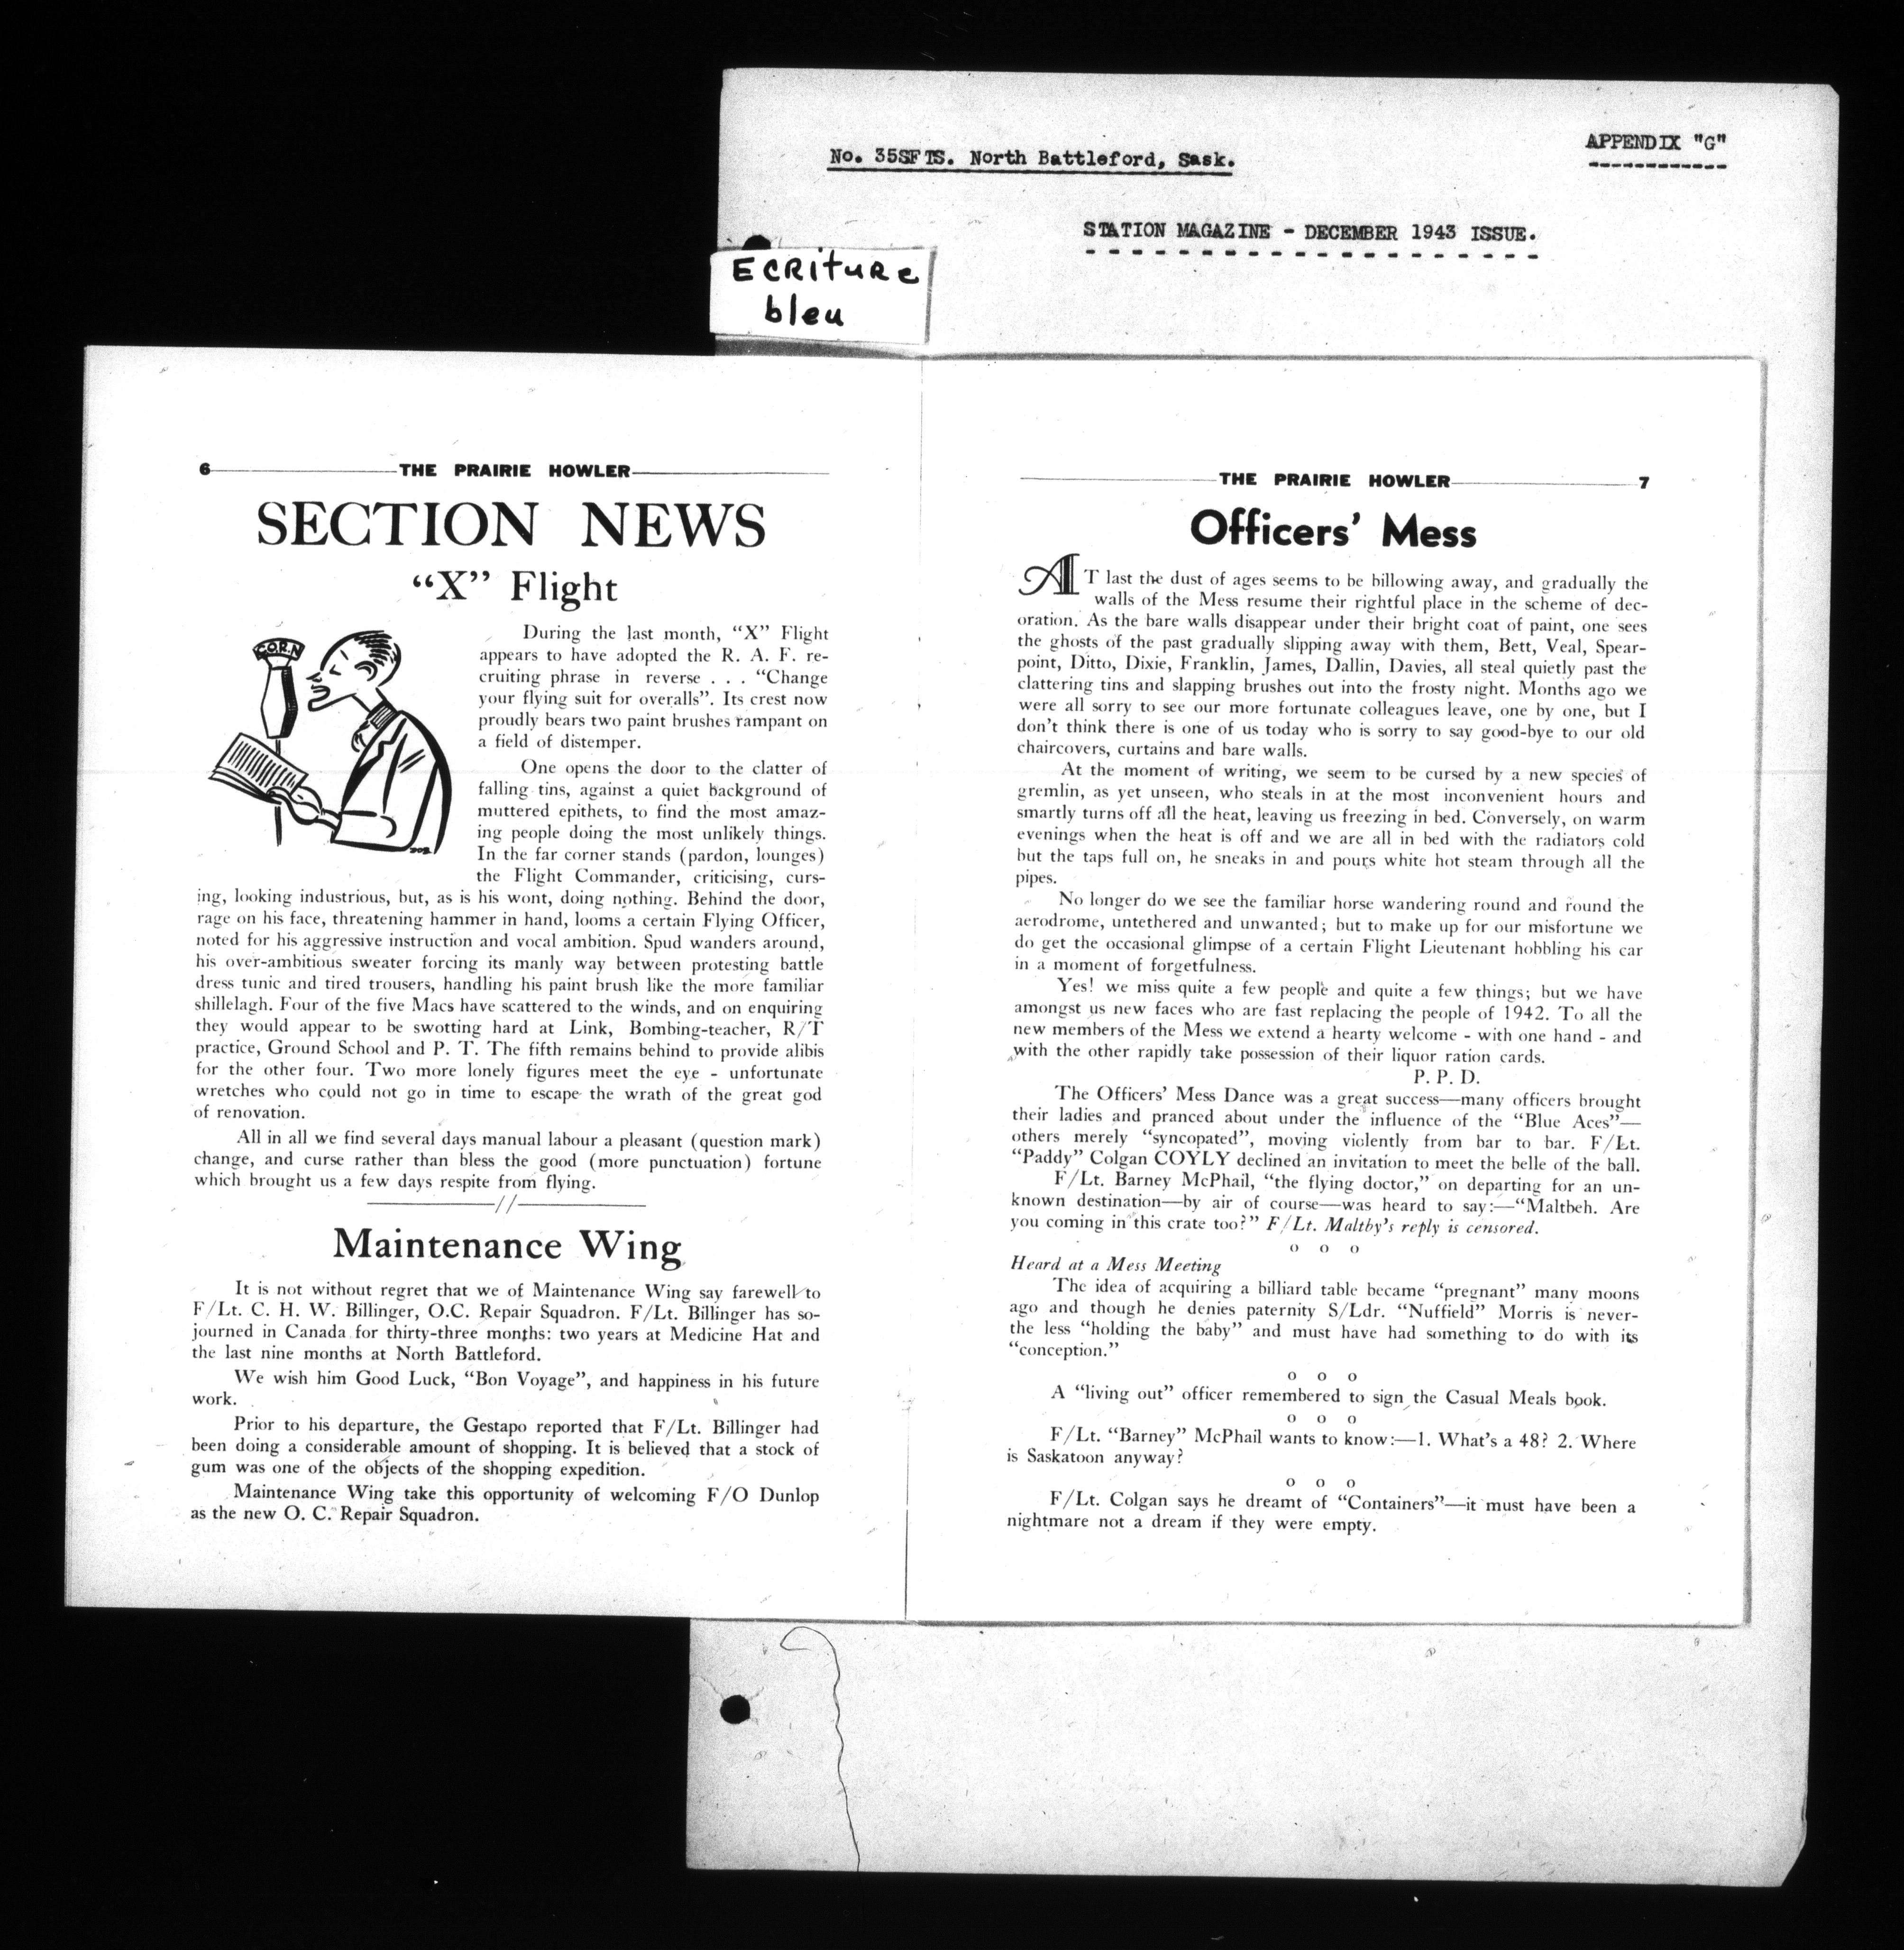 No. 35SFTS. North Battleford, Sask.
APPENDIX "G"
STATION MAGAZINE - DECEMBER 1943 ISSUE.
ECRITURE
bleu
6 THE PRAIRIE HOWLER
SECTION NEWS
“X” Flight
C.O.R.N
During the last month, “X” Flight
appears to have adopted the R. A. F. re-
cruiting phrase in reverse . . . “Change
your flying suit for overalls”. Its crest now
proudly bears two paint brushes rampant on
a field of distemper.
One opens the door to the clatter of
falling tins, against a quiet background of
muttered epithets, to find the most amaz-
ing people doing the most unlikely things.
In the far corner stands (pardon, lounges)
the Flight Commander, criticising, curs-
ing, looking industrious, but, as is his wont, doing nothing. Behind the door,
rage on his face, threatening hammer in hand, looms a certain Flying Officer,
noted for his aggressive instruction and vocal ambition. Spud wanders around,
his over-ambitious sweater forcing its manly way between protesting battle
dress tunic and tired trousers, handling his paint brush like the more familiar
shillelagh. Four of the five Macs have scattered to the winds, and on enquiring
they would appear to be swotting hard at Link, Bombing-teacher, R/T
practice, Ground School and P. T. The fifth remains behind to provide alibis
for the other four. Two more lonely figures meet the eye - unfortunate
wretches who could not go in time to escape the wrath of the great god
of renovation.
All in all we find several days manual labour a pleasant (question mark)
change, and curse rather than bless the good (more punctuation) fortune
which brought us a few days respite from flying.
//
Maintenance Wing
It is not without regret that we of Maintenance Wing say farewell to
F/Lt. C. H. W. Billinger, O.C. Repair Squadron. F/Lt. Billinger has so-
journed in Canada for thirty-three months: two years at Medicine Hat and
the last nine months at North Battleford.
We wish him Good Luck, “Bon Voyage”, and happiness in his future
work.
Prior to his departure, the Gestapo reported that F/Lt. Billinger had
been doing a considerable amount of shopping. It is believed that a stock of
gum was one of the objects of the shopping expedition.
Maintenance Wing take this opportunity of welcoming F/O Dunlop
as the new O. C. Repair Squadron.
THE PRAIRIE HOWLER 7
Officers’ Mess
AT last the dust of ages seems to be billowing away, and gradually the
walls of the Mess resume their rightful place in the scheme of dec-
oration. As the bare walls disappear under their bright coat of paint, one sees
the ghosts of the past gradually slipping away with them, Bett, Veal, Spear-
point, Ditto, Dixie, Franklin, James, Dallin, Davies, all steal quietly past the
clattering tins and slapping brushes out into the frosty night. Months ago we
were all sorry to see our more fortunate colleagues leave, one by one, but I
don’t think there is one of us today who is sorry to say good-bye to our old
chaircovers, curtains and bare walls.
At the moment of writing, we seem to be cursed by a new species of
gremlin, as yet unseen, who steals in at the most inconvenient hours and
smartly turns off all the heat, leaving us freezing in bed. Conversely, on warm
evenings when the heat is off and we are all in bed with the radiators cold
but the taps full on, he sneaks in and pours white hot steam through all the
pipes.
No longer do we see the familiar horse wandering round and round the
aerodrome, untethered and unwanted; but to make up for our misfortune we
do get the occasional glimpse of a certain Flight Lieutenant hobbling his car
in a moment of forgetfulness.
Yes! we miss quite a few people and quite a few things; but we have
amongst us new faces who are fast replacing the people of 1942. To all the
new members of the Mess we extend a hearty welcome - with one hand - and
with the other rapidly take possession of their liquor ration cards.
P. P. D.
The Officers’ Mess Dance was a great success—many officers brought
their ladies and pranced about under the influence of the “Blue Aces”—
others merely “syncopated”, moving violently from bar to bar. F/Lt.
“Paddy” Colgan COYLY declined an invitation to meet the belle of the ball.
F/Lt. Barney McPhail, “the flying doctor,” on departing for an un-
known destination—by air of course—was heard to say:—“Maltbeh. Are
you coming in this crate too?” F/Lt. Maltby’s reply is censored.
o o o
Heard at a Mess Meeting
The idea of acquiring a billiard table became “pregnant” many moons
ago and though he denies paternity S/Ldr. “Nuffield” Morris is never-
the less “holding the baby” and must have had something to do with its
“conception.”
o o o
A “living out” officer remembered to sign the Casual Meals book.
o o o
F/Lt. “Barney” McPhail wants to know:—1. What’s a 48? 2. Where
is Saskatoon anyway?
o o o
F/Lt. Colgan says he dreamt of “Containers”—it must have been a
nightmare not a dream if they were empty.